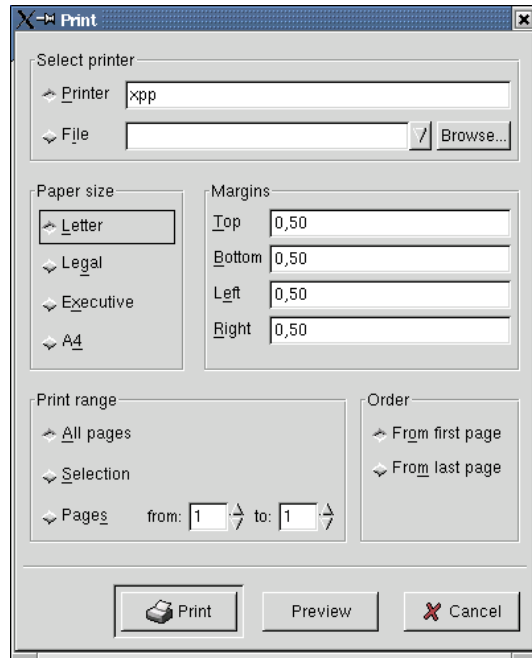 Print
Select printer
Printer xpp
File Browse...
Paper size
Letter
Legal
Executive
A4
Margins
Top 0,50
Bottom 0,50
Left 0,50
Right 0,50
Print range
All pages
Selection
Pages from: 1 to: 1
Order
From first page
From last page
Print Preview Cancel